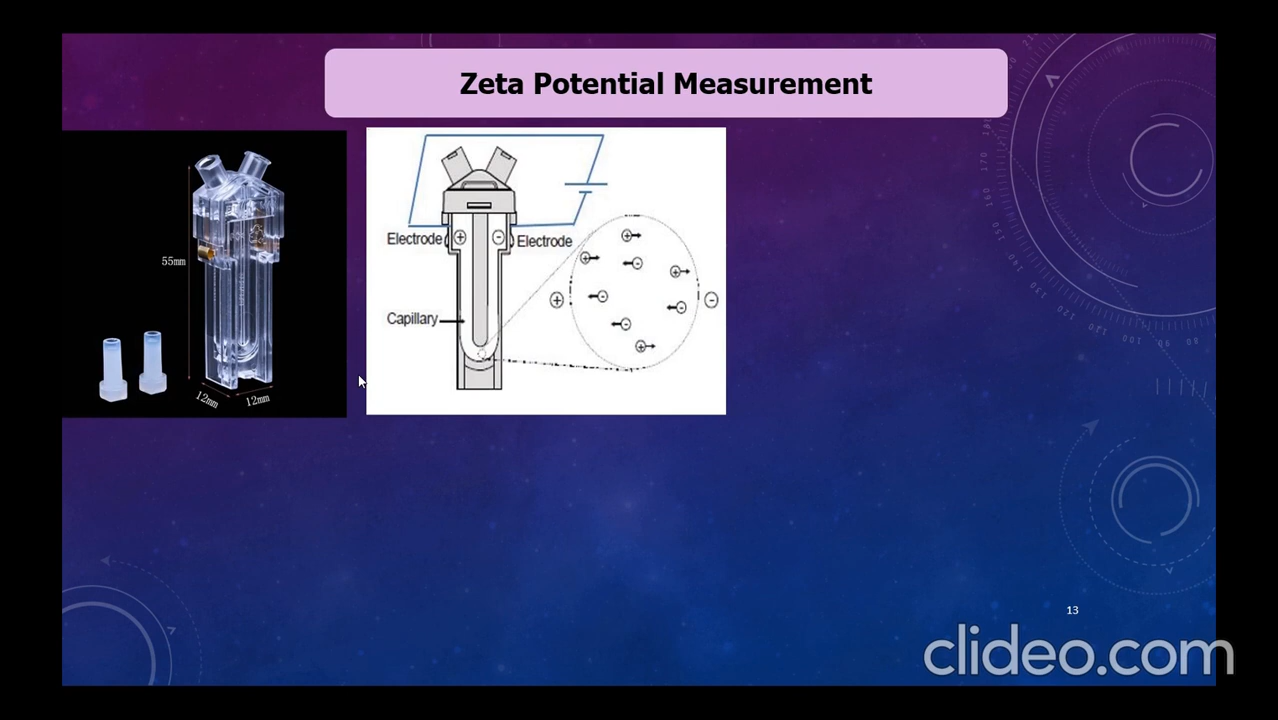 Zeta Potential Measurement
55mm
12mm
12mm
Electrode
+
-
Electrode
Capillary
+
-
13
clideo.com